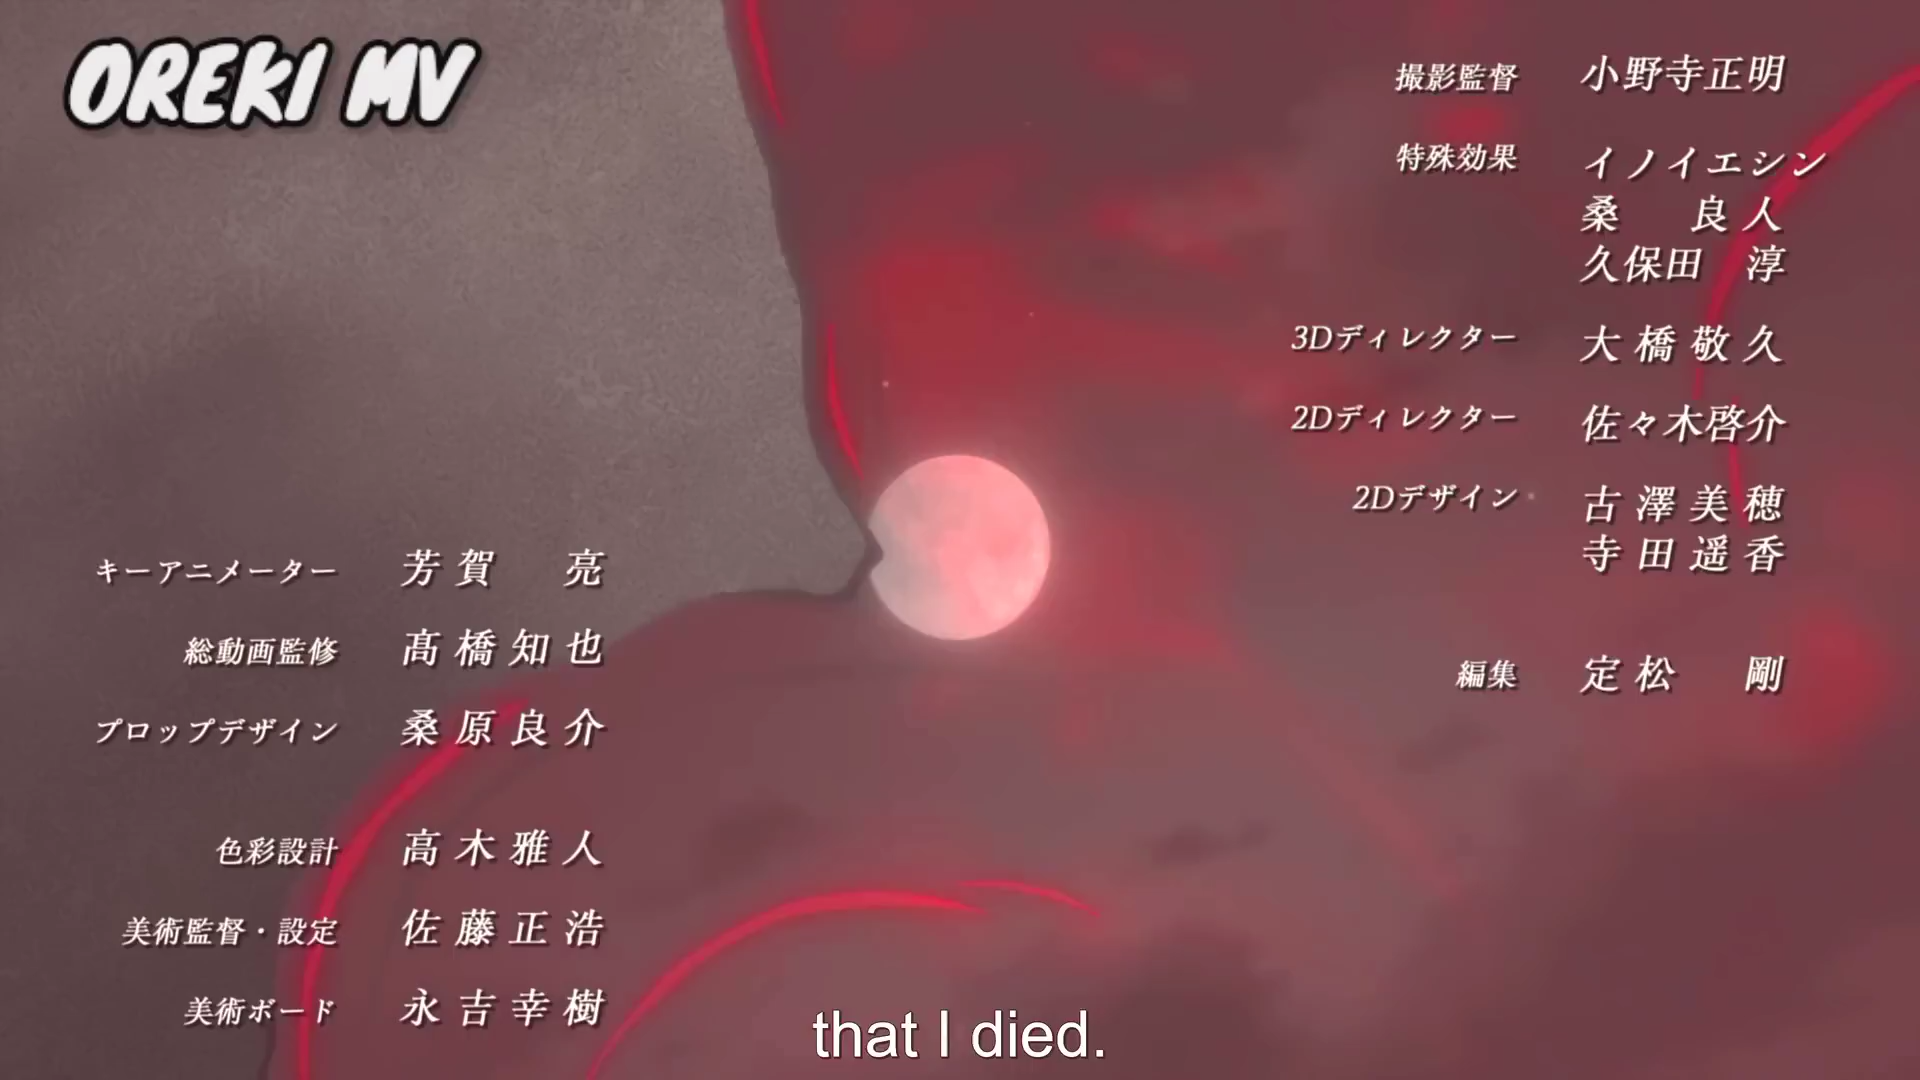 OREKI MV
キーアニメーター 芳賀 亮
総動画監修 髙橋知也
プロップデザイン 桑原良介
色彩設計 髙木雅人
美術監督・設定 佐藤正浩
美術ボード 永吉幸樹
撮影監督 小野寺正明
特殊効果 イノイエシン
桑 良人
久保田 淳
3Dディレクター 大橋敬久
2Dディレクター 佐々木啓介
2Dデザイン 古澤美穂
寺田遥香
編集 定松 剛
that I died.